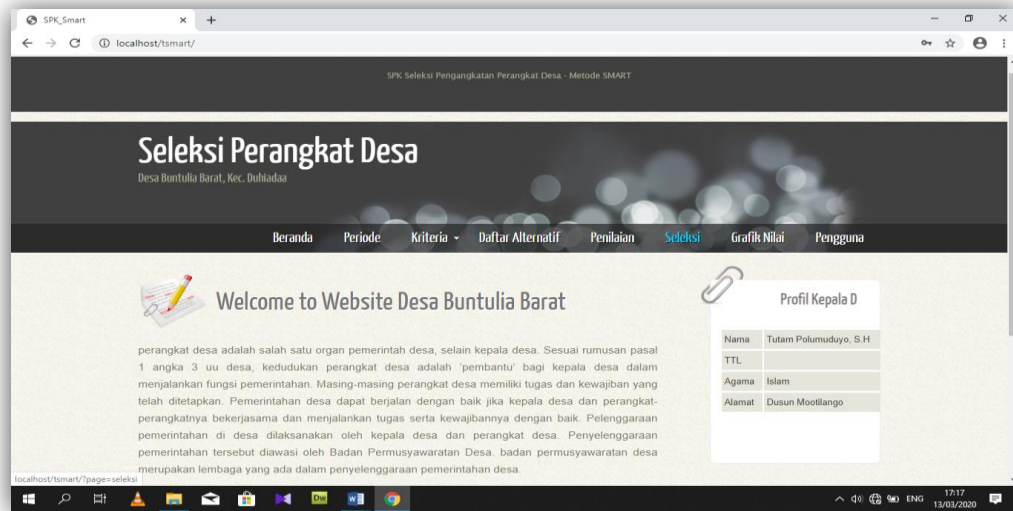 SPK_Smart
localhost/tsmart/
SPK Seleksi Pengangkatan Perangkat Desa - Metode SMART
Seleksi Perangkat Desa
Desa Buntulia Barat, Kec. Duhiadaa
Beranda Periode Kriteria Daftar Alternatif Penilaian Seleksi Grafik Nilai Pengguna
Welcome to Website Desa Buntulia Barat
perangkat desa adalah salah satu organ pemerintah desa, selain kepala desa. Sesuai rumusan pasal
1 angka 3 uu desa, kedudukan perangkat desa adalah 'pembantu' bagi kepala desa dalam
menjalankan fungsi pemerintahan. Masing-masing perangkat desa memiliki tugas dan kewajiban yang
telah ditetapkan. Pemerintahan desa dapat berjalan dengan baik jika kepala desa dan perangkat-
perangkatnya bekerjasama dan menjalankan tugas serta kewajibannya dengan baik. Pelenggaraan
pemerintahan di desa dilaksanakan oleh kepala desa dan perangkat desa. Penyelenggaraan
pemerintahan tersebut diawasi oleh Badan Permusyawaratan Desa. badan permusyawaratan desa
merupakan lembaga yang ada dalam penyelenggaraan pemerintahan desa.
Profil Kepala D
Nama Tutam Polumuduyo, S.H
TTL
Agama Islam
Alamat Dusun Mootilango
localhost/tsmart/?page=seleksi
Dw
ENG
17:17
13/03/2020